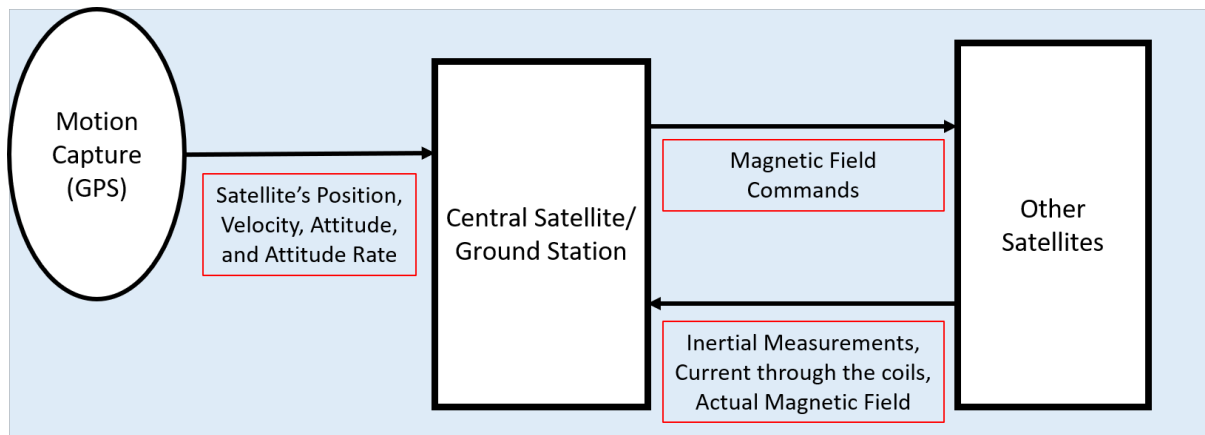 Motion
Capture
(GPS)
Satellite’s Position,
Velocity, Attitude,
and Attitude Rate
Central Satellite/
Ground Station
Magnetic Field
Commands
Inertial Measurements,
Current through the coils,
Actual Magnetic Field
Other
Satellites